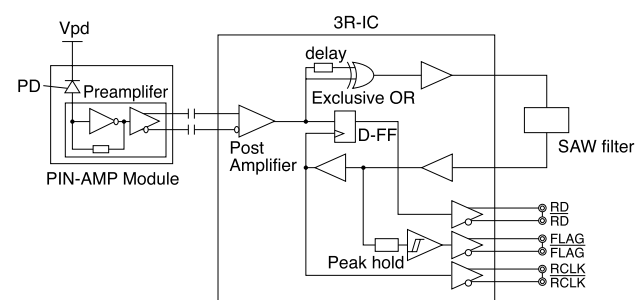 3R-IC
Vpd
delay
PD
Preamplifer
Exclusive OR
D-FF
Post
Amplifier
SAW filter
PIN-AMP Module
RD
RD
FLAG
FLAG
Peak hold
RCLK
RCLK